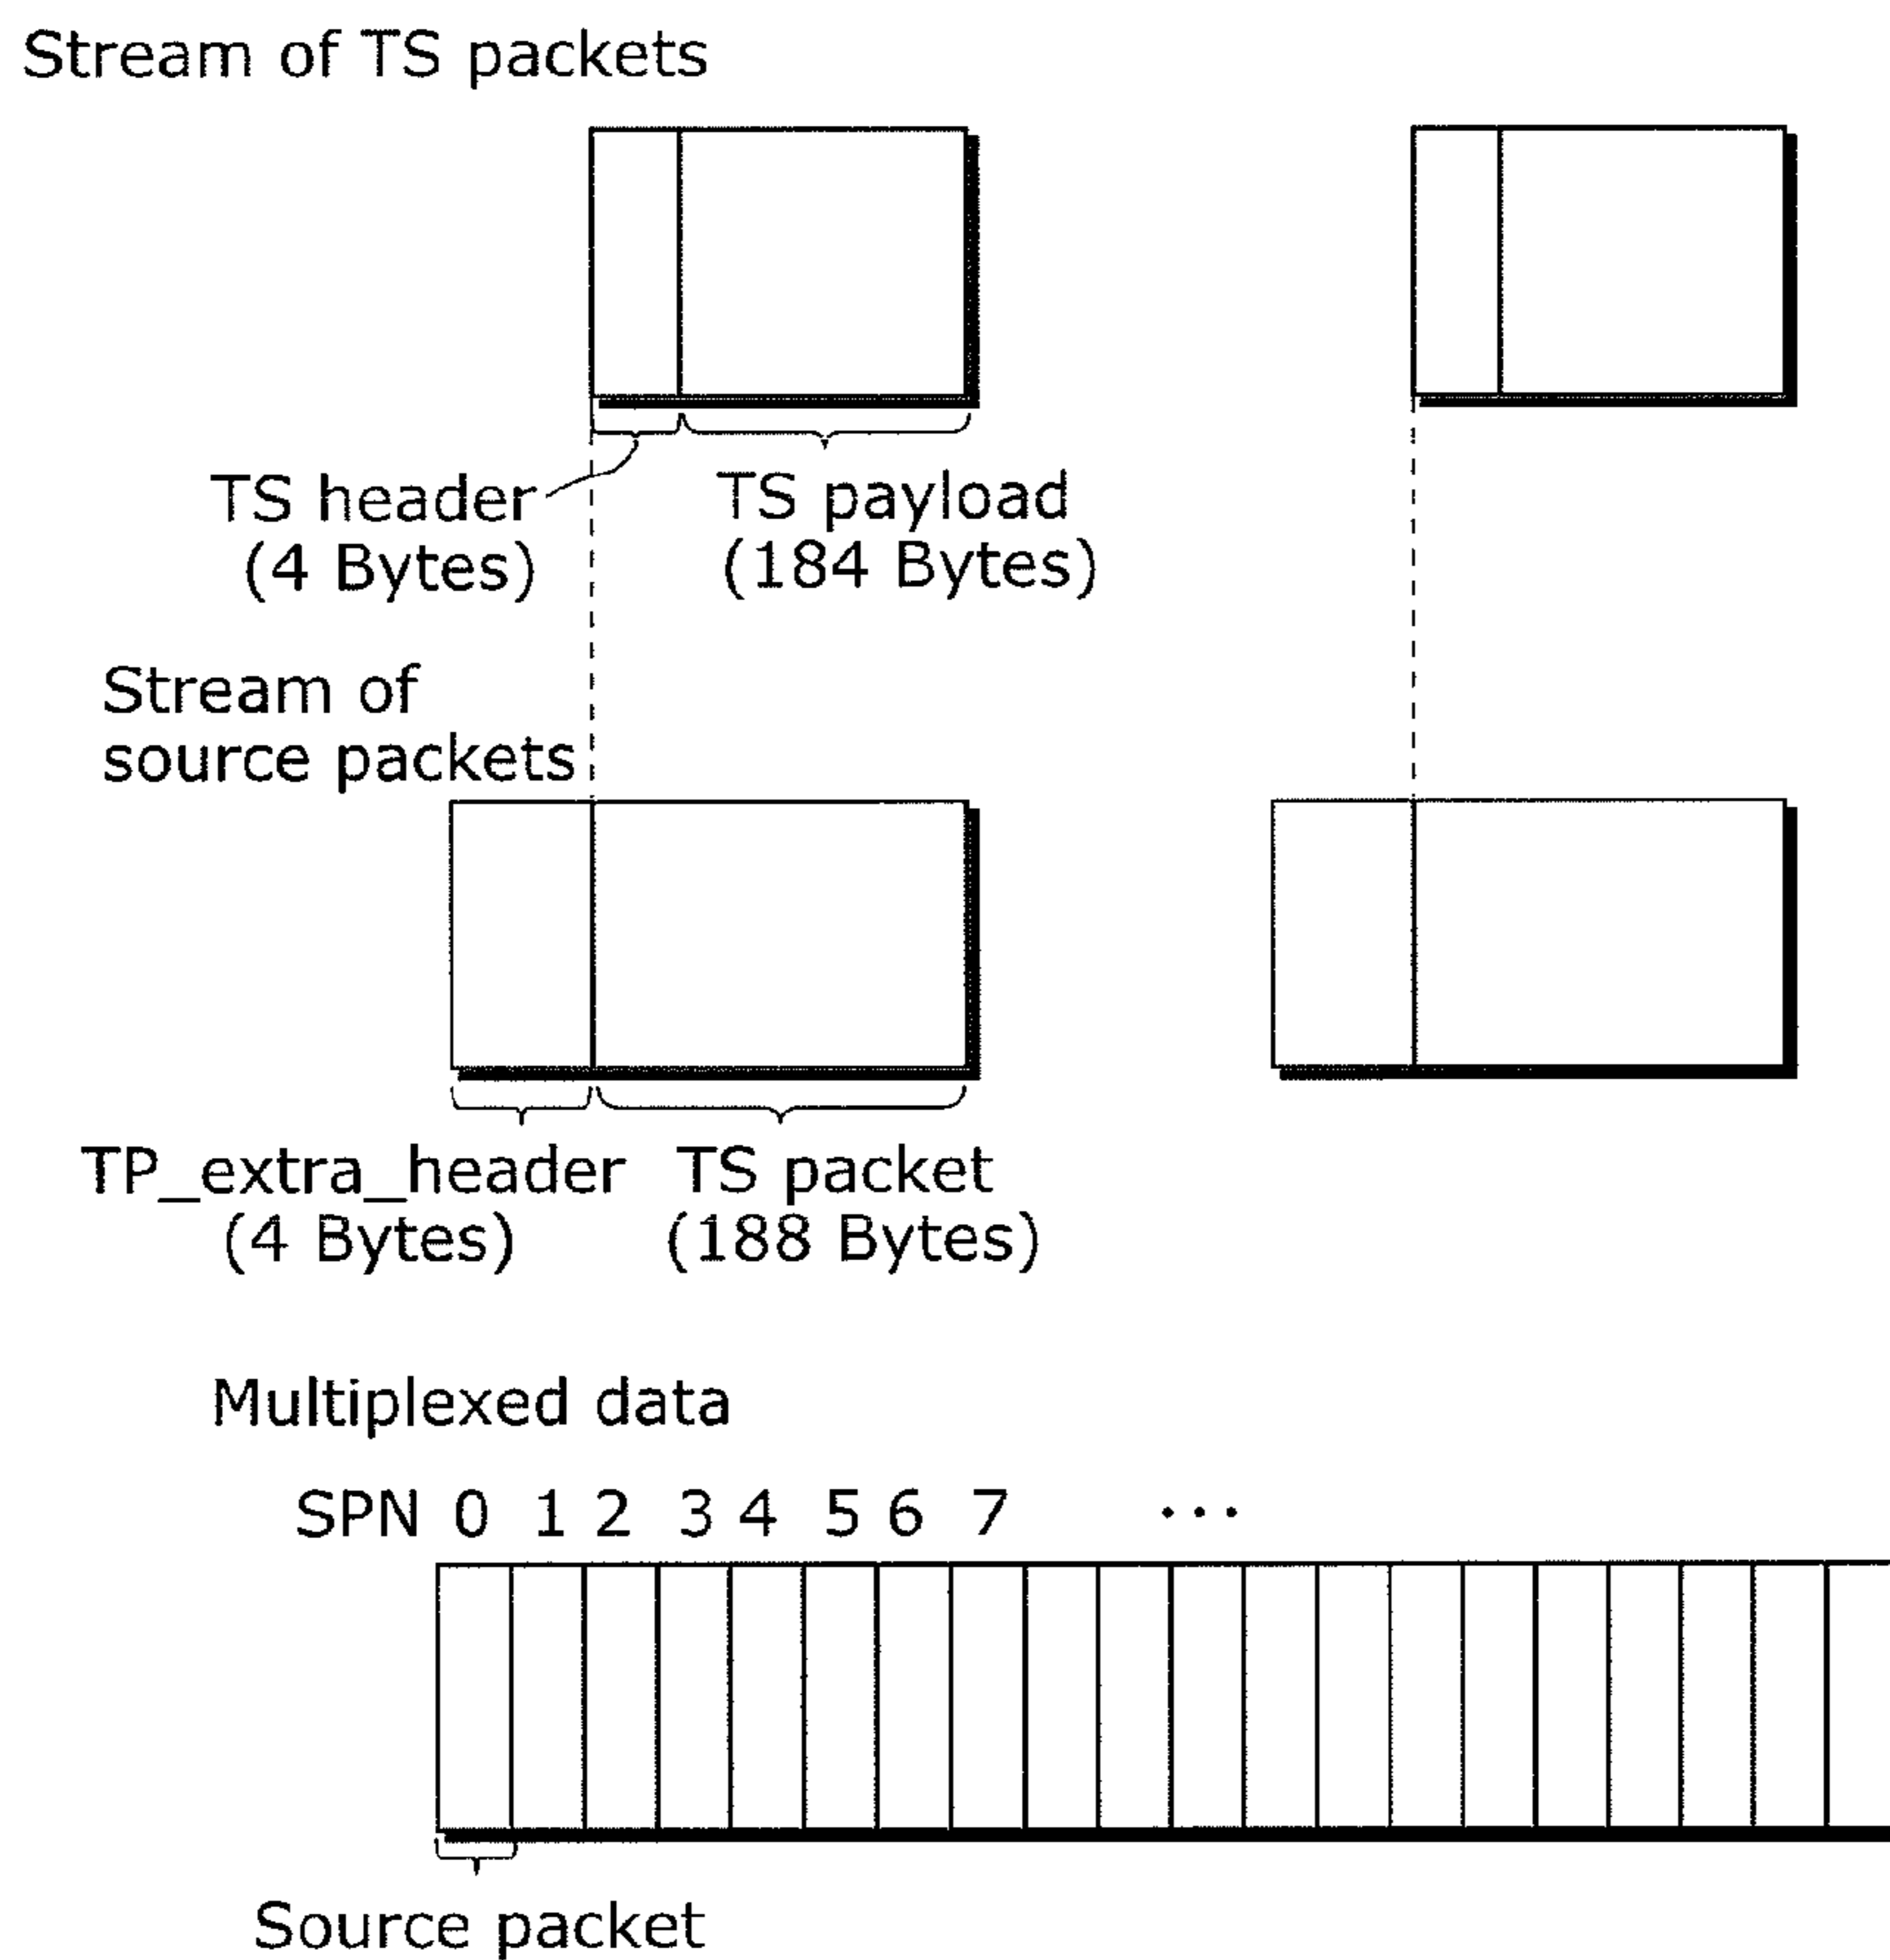 Stream of TS packets
TS header
(4 Bytes)
TS payload
(184 Bytes)
Stream of
source packets
TP_extra_header
(4 Bytes)
TS packet
(188 Bytes)
Multiplexed data
SPN 0 1 2 3 4 5 6 7 ...
Source packet